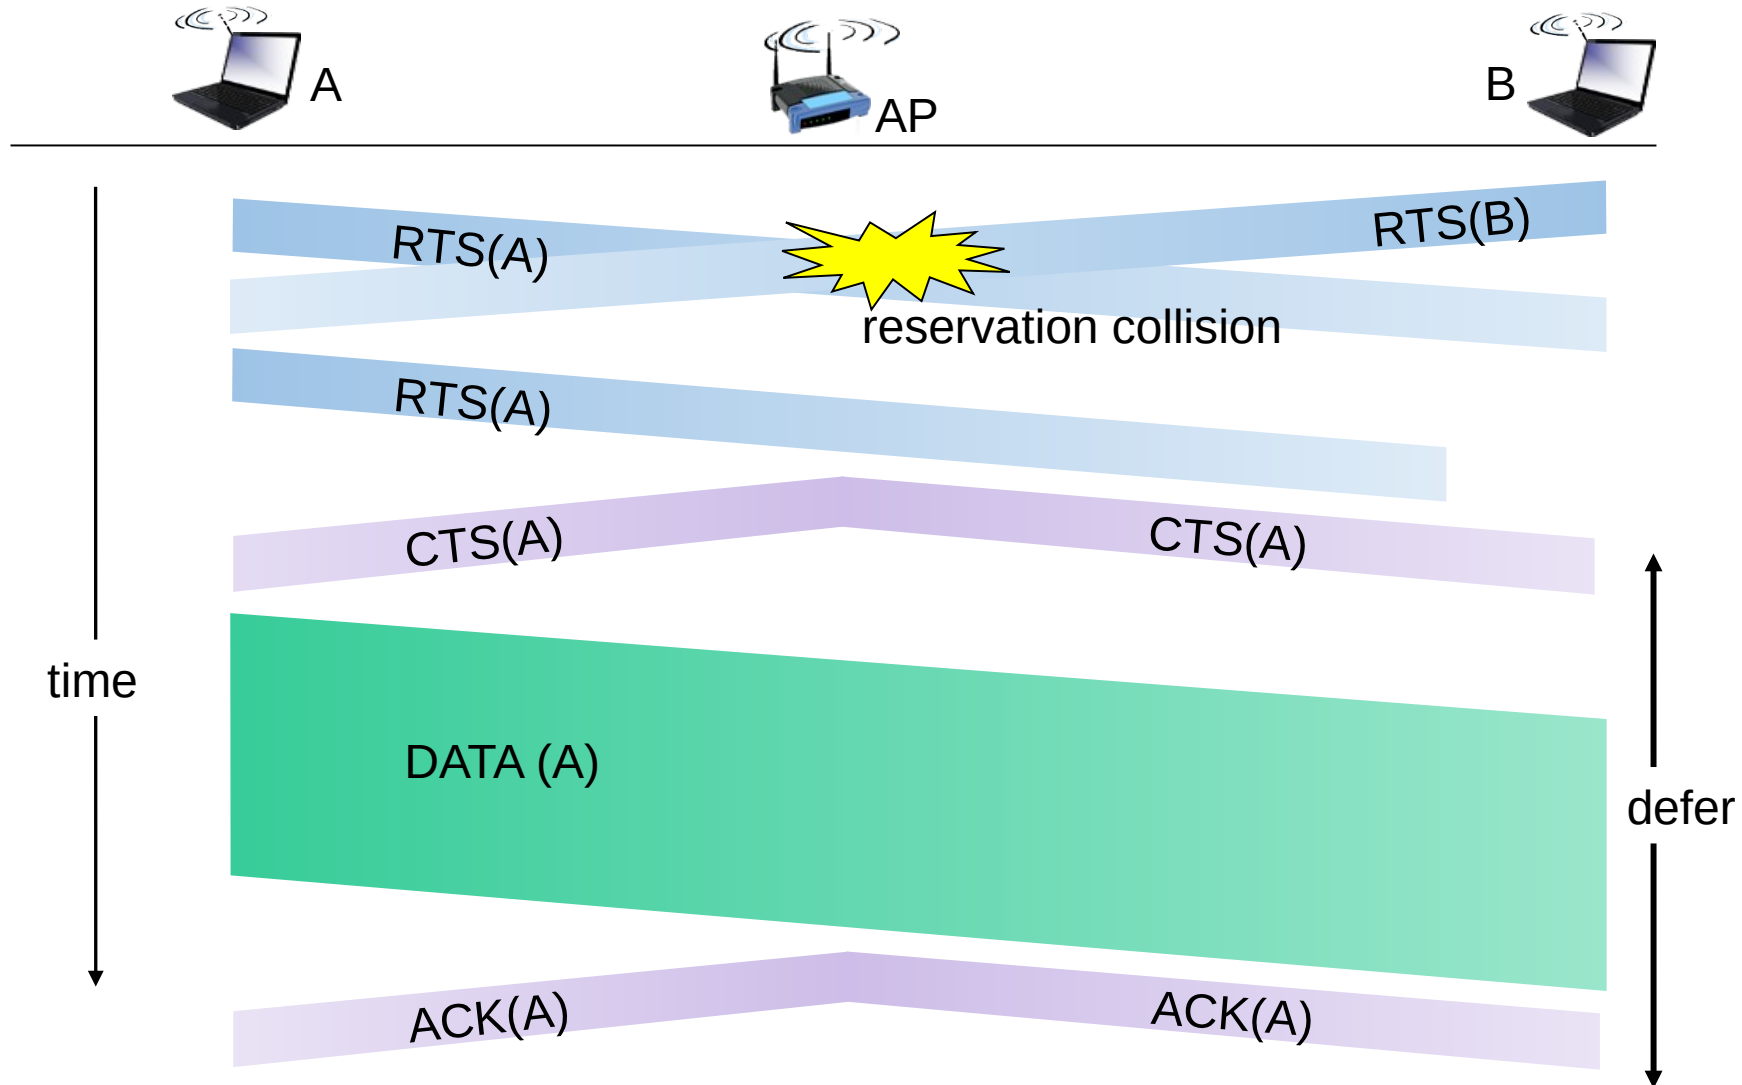 A
AP
B
RTS(A)
RTS(B)
reservation collision
RTS(A)
CTS(A)
CTS(A)
time
DATA (A)
defer
ACK(A)
ACK(A)